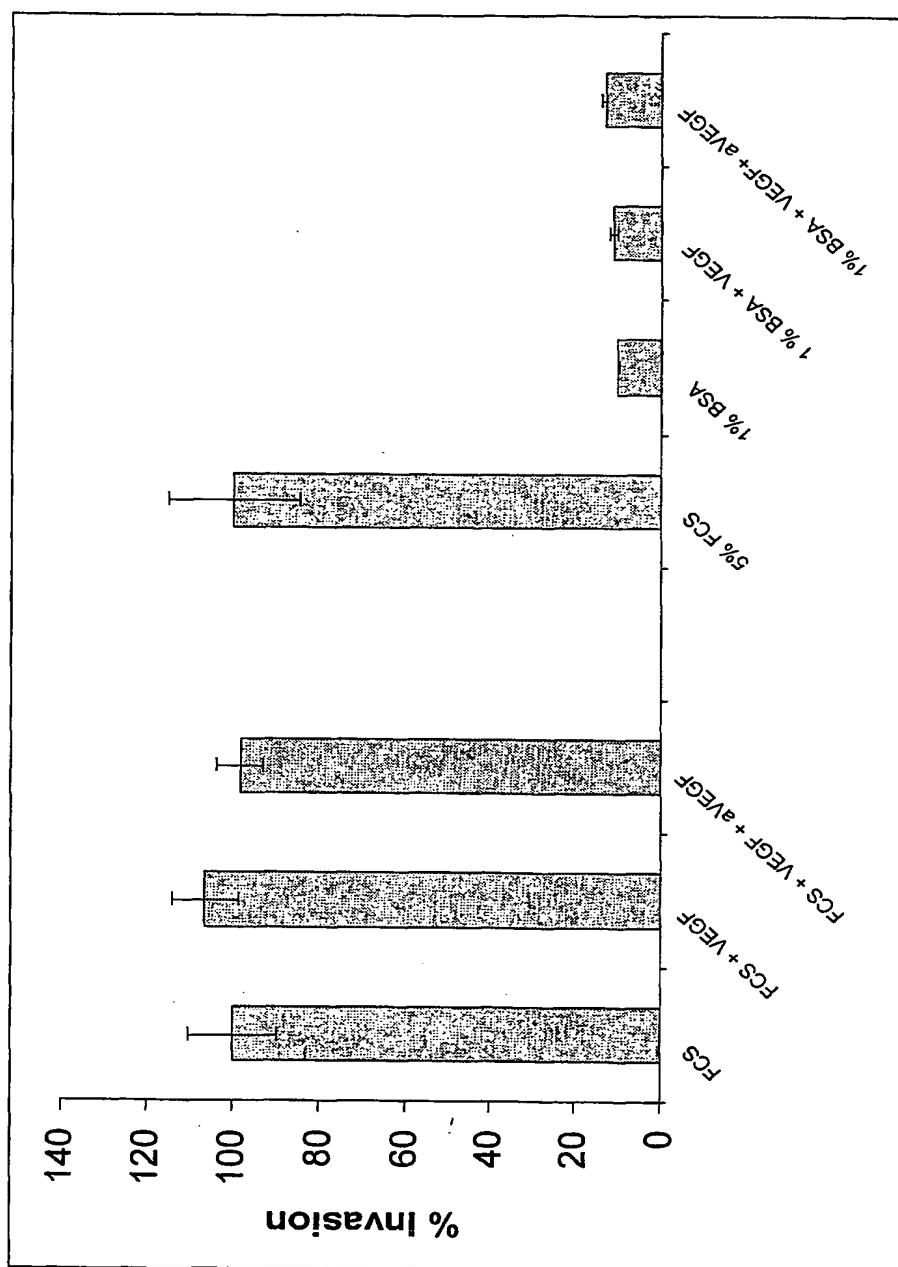 % Invasion
140
120
100
80
60
40
20
0
FCS
FCS + VEGF
FCS + VEGF + aVEGF
5% FCS
1% BSA
1 % BSA + VEGF
1% BSA + VEGF+ aVEGF